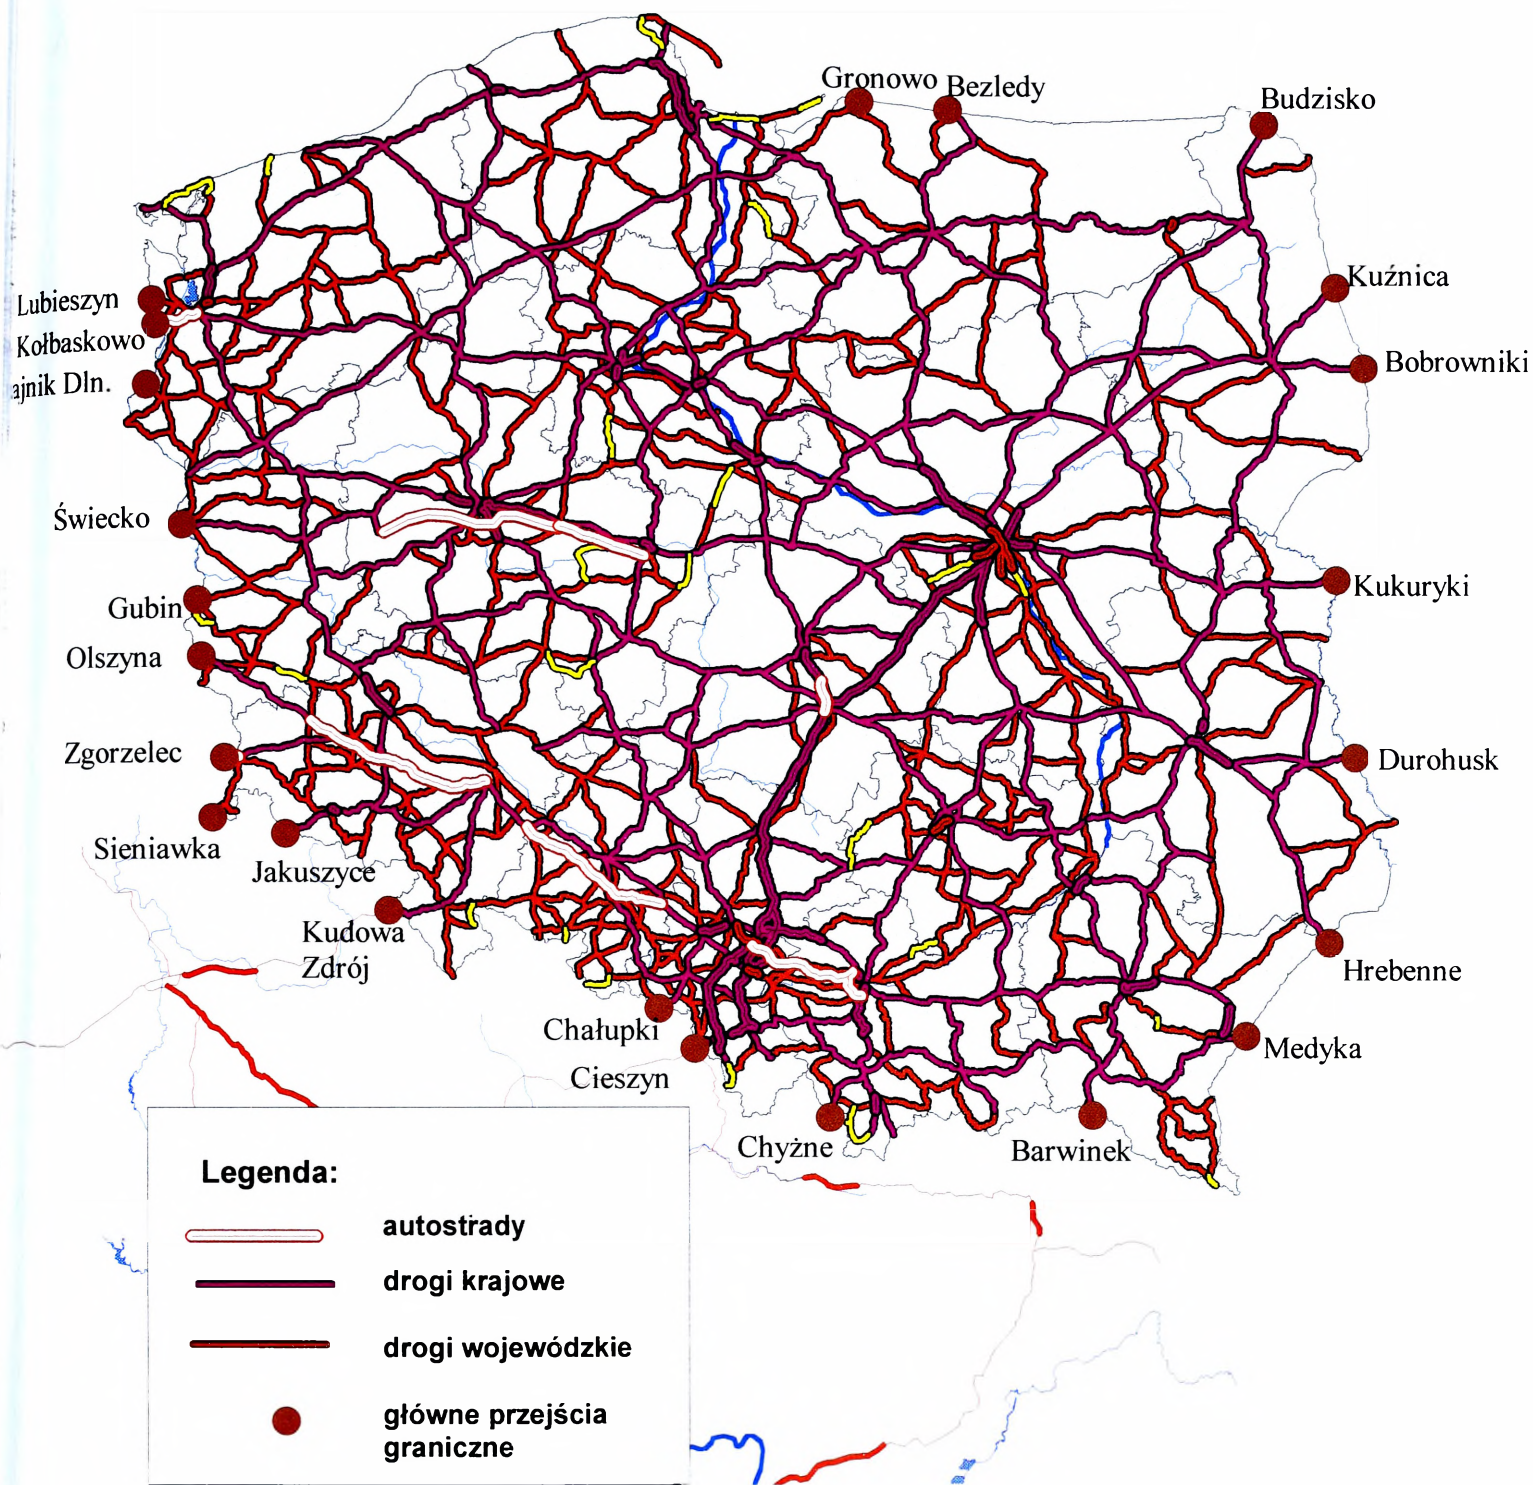 Gronowo
Bezledy
Budzisko
Kuźnica
Lubieszyn
Kołbaskowo
Bobrowniki
ajnik Dln.
Świecko
Kukuryki
Gubin
Olszyna
Zgorzelec
Durohusk
Sieniawka
Jakuszyce
Kudowa
Zdrój
Hrebenne
Chałupki
Medyka
Cieszyn
Chyżne
Barwinek
Legenda:
autostrady
drogi krajowe
drogi wojewódzkie
główne przejścia
graniczne